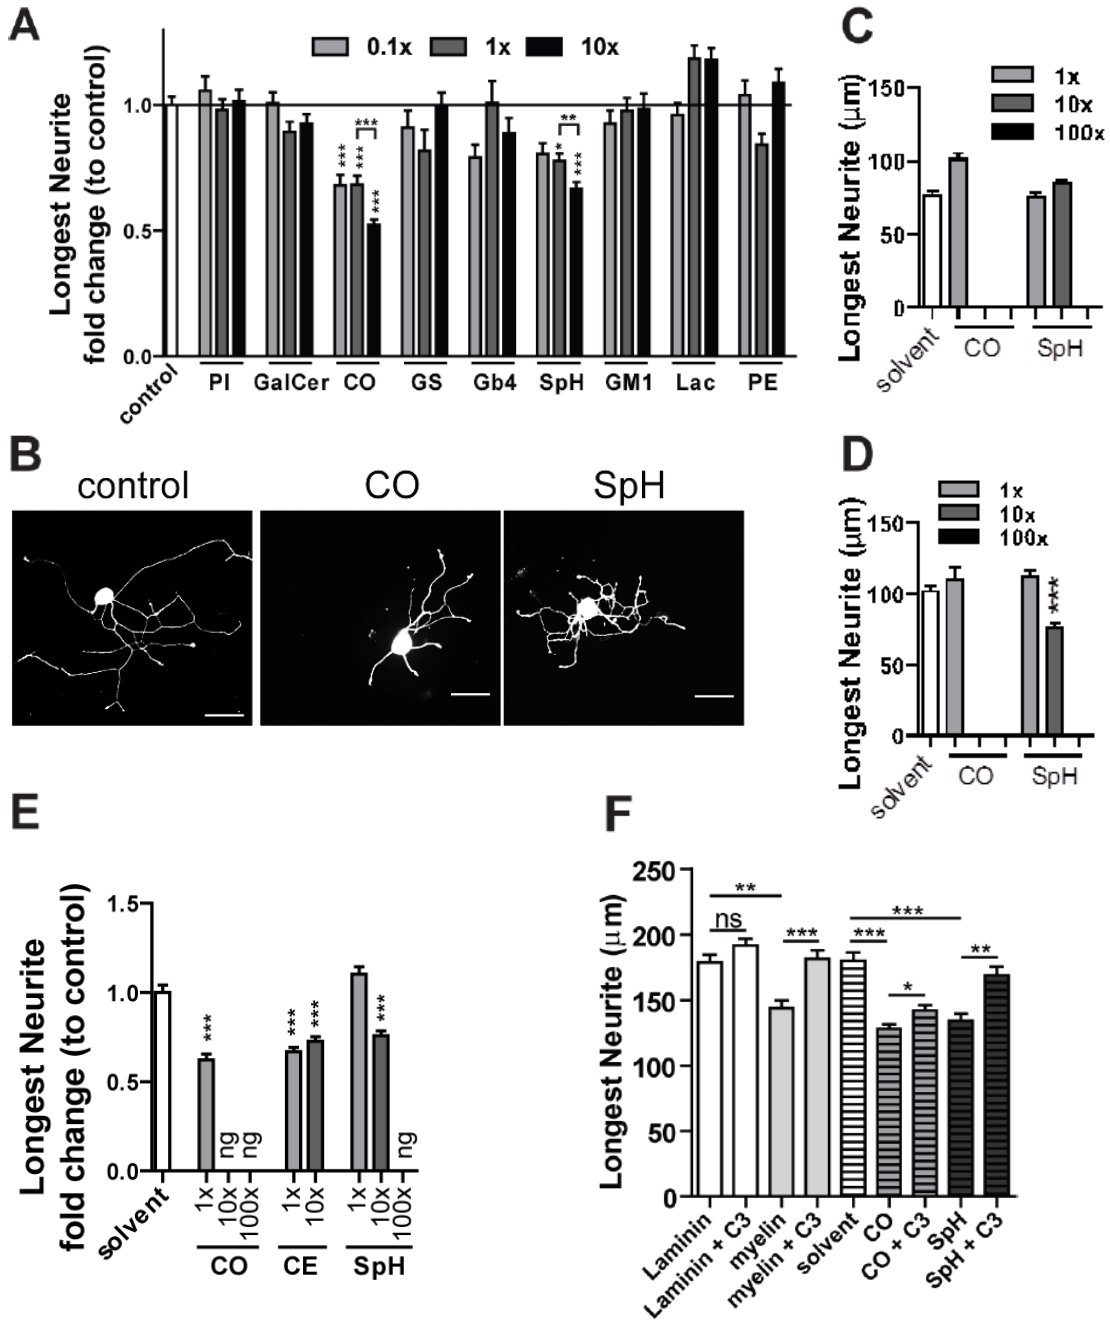 A
0.1x 1x 10x
Longest Neurite
fold change (to control)
1.0
0.5
0.0
*** *** *** ***
* ** ***
control PI GalCer CO GS Gb4 SpH GM1 Lac PE
C
1x
10x
100x
Longest Neurite (μm)
150
100
50
0
solvent CO SpH
B
control CO SpH
D
1x
10x
100x
Longest Neurite (μm)
150
100
50
0
***
solvent CO SpH
E
Longest Neurite
fold change (to control)
1.5
1.0
0.5
0.0
*** *** *** ***
ng ng ng
solvent 1x 10x 100x 1x 10x 1x 10x 100x
CO CE SpH
F
Longest Neurite (μm)
250
200
150
100
50
0
** ***
ns *** *** **
*
Laminin
Laminin + C3
myelin
myelin + C3
solvent
CO
CO + C3
SpH
SpH + C3